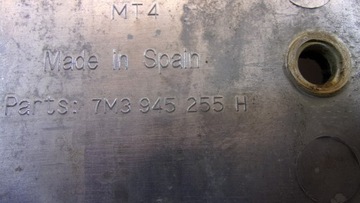 MT4
Made in Spain.
Parts: 7M3 945 255 H